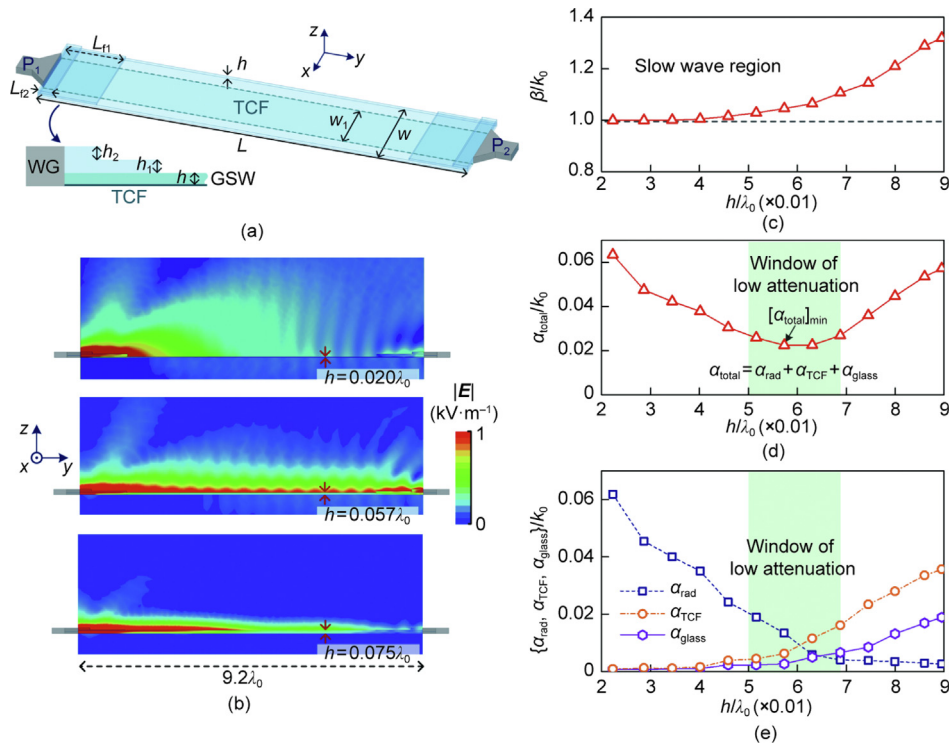 (a)
P₁
L_f1
h
z
y
x
TCF
w₁
w
L_f2
L
P₂
WG
h₂
h₁
h
GSW
TCF
(a)
h=0.020λ₀
|E|
(kV·m⁻¹)
1
0
z
x
y
h=0.057λ₀
h=0.075λ₀
9.2λ₀
(b)
β/k₀
1.4
1.2
1.0
0.8
Slow wave region
2 3 4 5 6 7 8 9
h/λ₀ (×0.01)
(c)
α_total/k₀
0.06
0.04
0.02
0
Window of
low attenuation
[α_total]_min
α_total = α_rad + α_TCF + α_glass
2 3 4 5 6 7 8 9
h/λ₀ (×0.01)
(d)
{α_rad, α_TCF, α_glass}/k₀
0.06
0.04
0.02
0
Window of
low attenuation
α_rad
α_TCF
α_glass
2 3 4 5 6 7 8 9
h/λ₀ (×0.01)
(e)